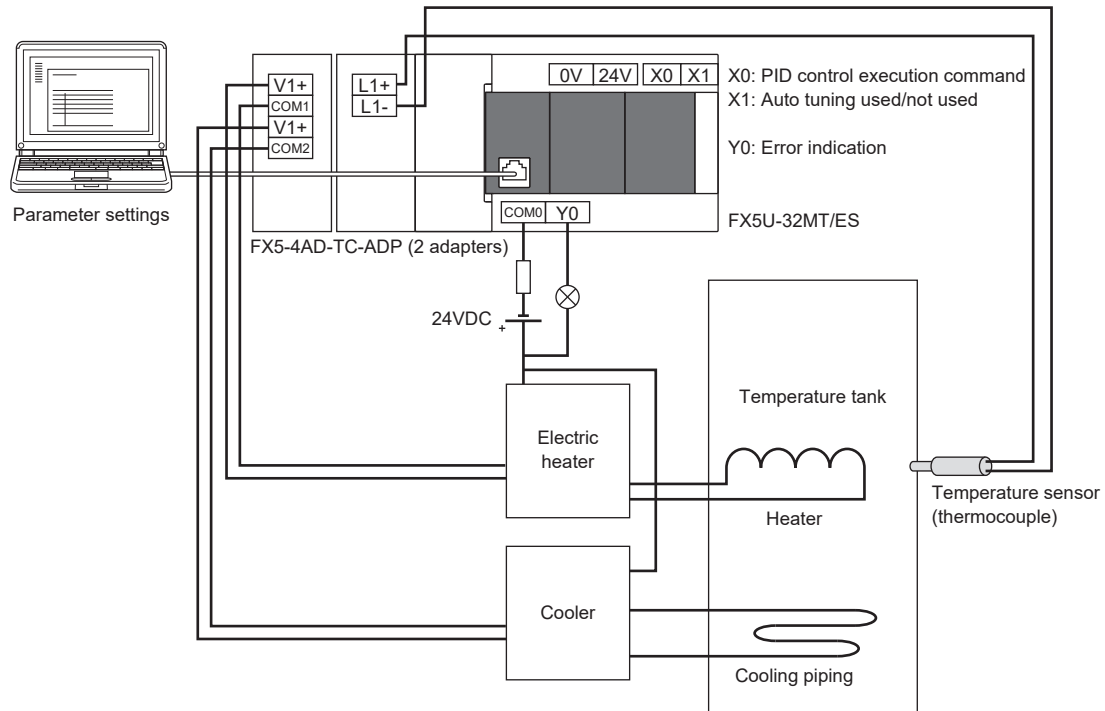 V1+
COM1
V1+
COM2
L1+
L1-
0V 24V X0 X1
X0: PID control execution command
X1: Auto tuning used/not used
Y0: Error indication
Parameter settings
COM0 Y0
FX5U-32MT/ES
FX5-4AD-TC-ADP (2 adapters)
24VDC
+
Temperature tank
Electric
heater
Heater
Temperature sensor
(thermocouple)
Cooler
Cooling piping